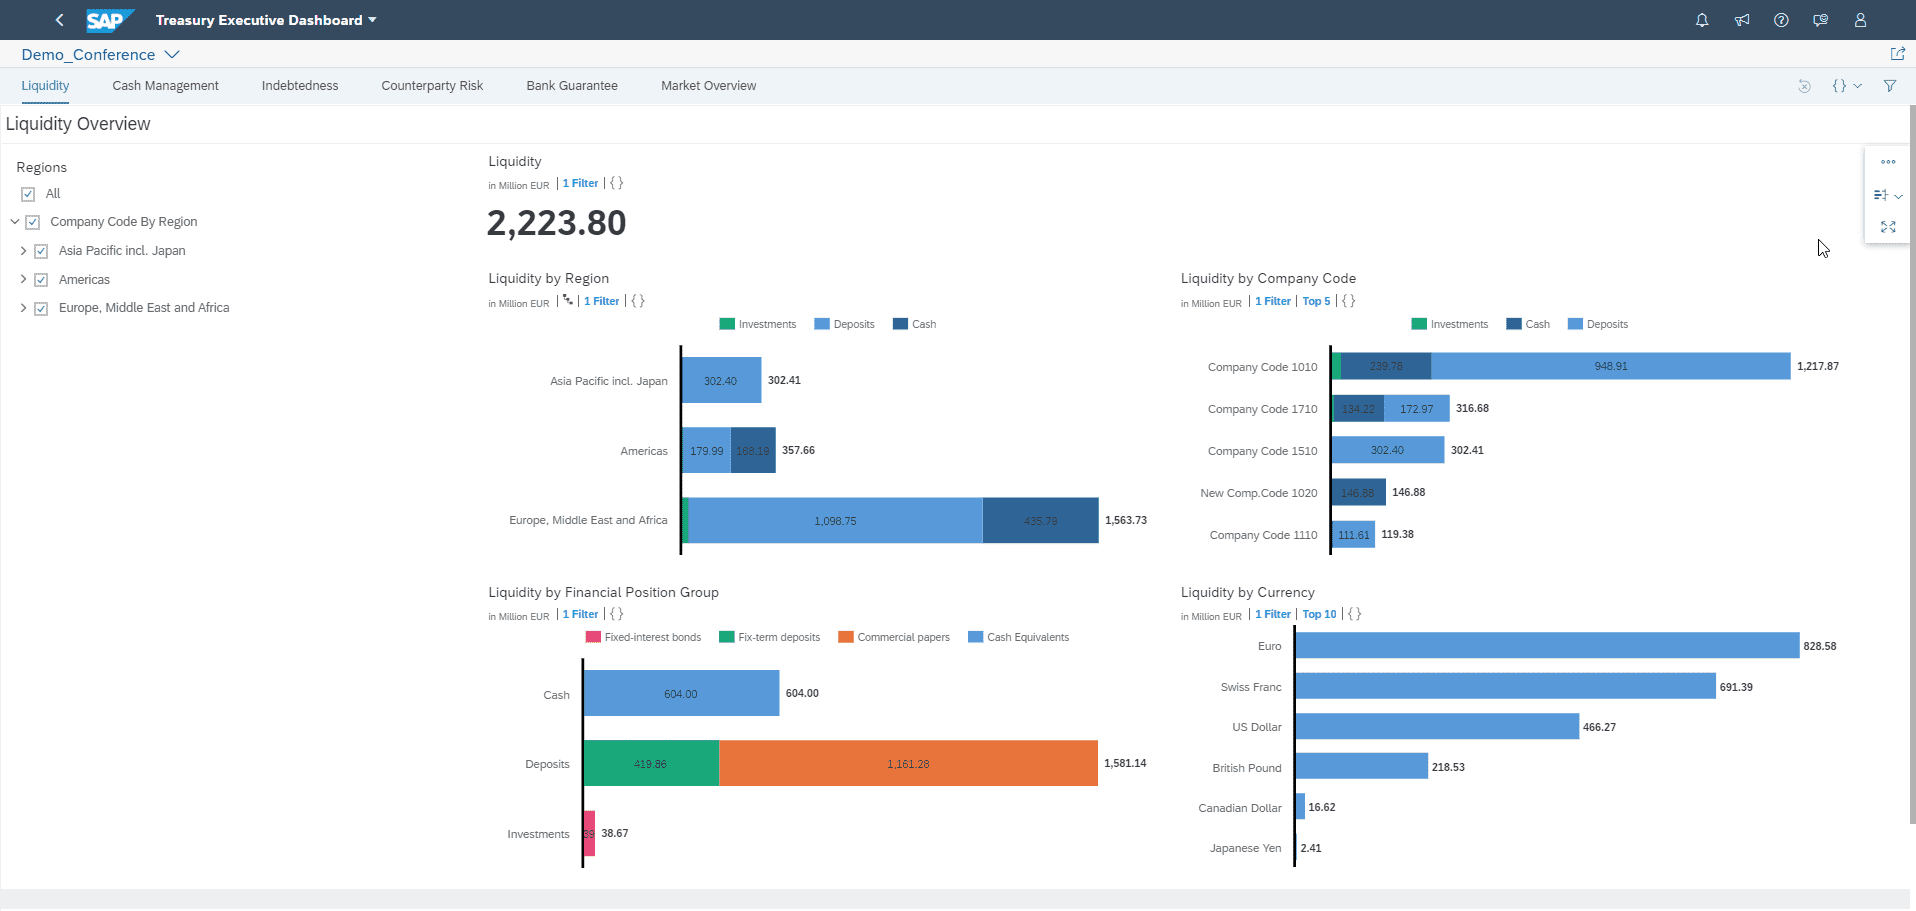 SAP Treasury Executive Dashboard
Demo_Conference
Liquidity Cash Management Indebtedness Counterparty Risk Bank Guarantee Market Overview
Liquidity Overview
Regions
All
Company Code By Region
Asia Pacific incl. Japan
Americas
Europe, Middle East and Africa
Liquidity
in Million EUR | 1 Filter | { }
2,223.80
Liquidity by Region
in Million EUR | 1 Filter | { }
Investments Deposits Cash
Asia Pacific incl. Japan 302.40 302.41
Americas 179.99 357.66
Europe, Middle East and Africa 1,098.75 435.79 1,563.73
Liquidity by Company Code
in Million EUR | 1 Filter | Top 5 | { }
Investments Cash Deposits
Company Code 1010 239.78 948.91 1,217.87
Company Code 1710 134.22 172.97 316.68
Company Code 1510 302.40 302.41
New Comp.Code 1020 146.88 146.88
Company Code 1110 111.61 119.38
Liquidity by Financial Position Group
in Million EUR | 1 Filter | { }
Fixed-interest bonds Fix-term deposits Commercial papers Cash Equivalents
Cash 604.00 604.00
Deposits 419.86 1,161.28 1,581.14
Investments 38.67
Liquidity by Currency
in Million EUR | 1 Filter | Top 10 | { }
Euro 828.58
Swiss Franc 691.39
US Dollar 466.27
British Pound 218.53
Canadian Dollar 16.62
Japanese Yen 2.41